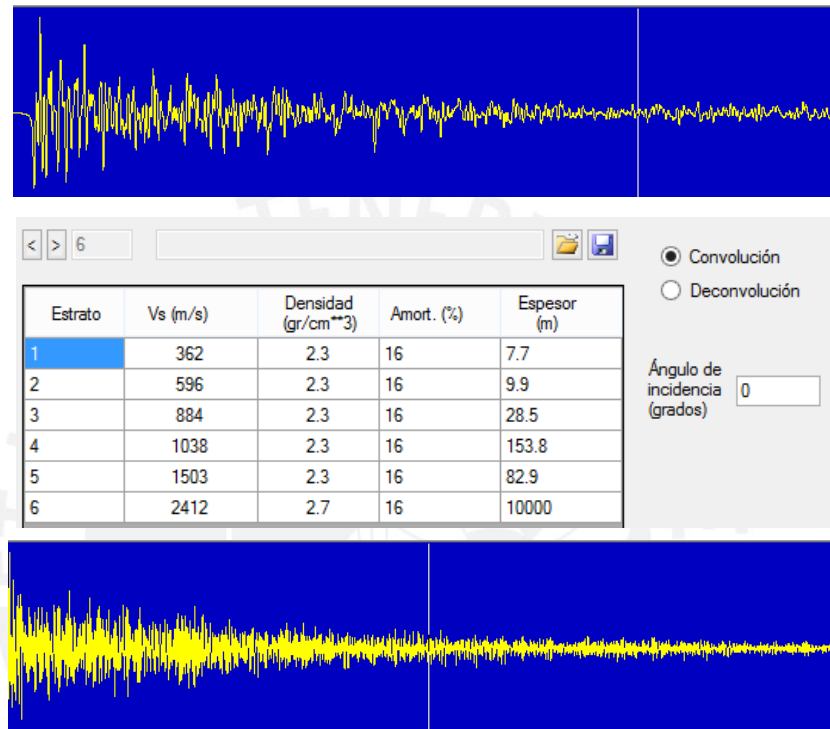 TENEB
< > 6
Convolución
Deconvolución
Estrato Vs (m/s) Densidad (gr/cm**3) Amort. (%) Espesor (m)
1 362 2.3 16 7.7
2 596 2.3 16 9.9
3 884 2.3 16 28.5
4 1038 2.3 16 153.8
5 1503 2.3 16 82.9
6 2412 2.7 16 10000
Ángulo de
incidencia 0
(grados)